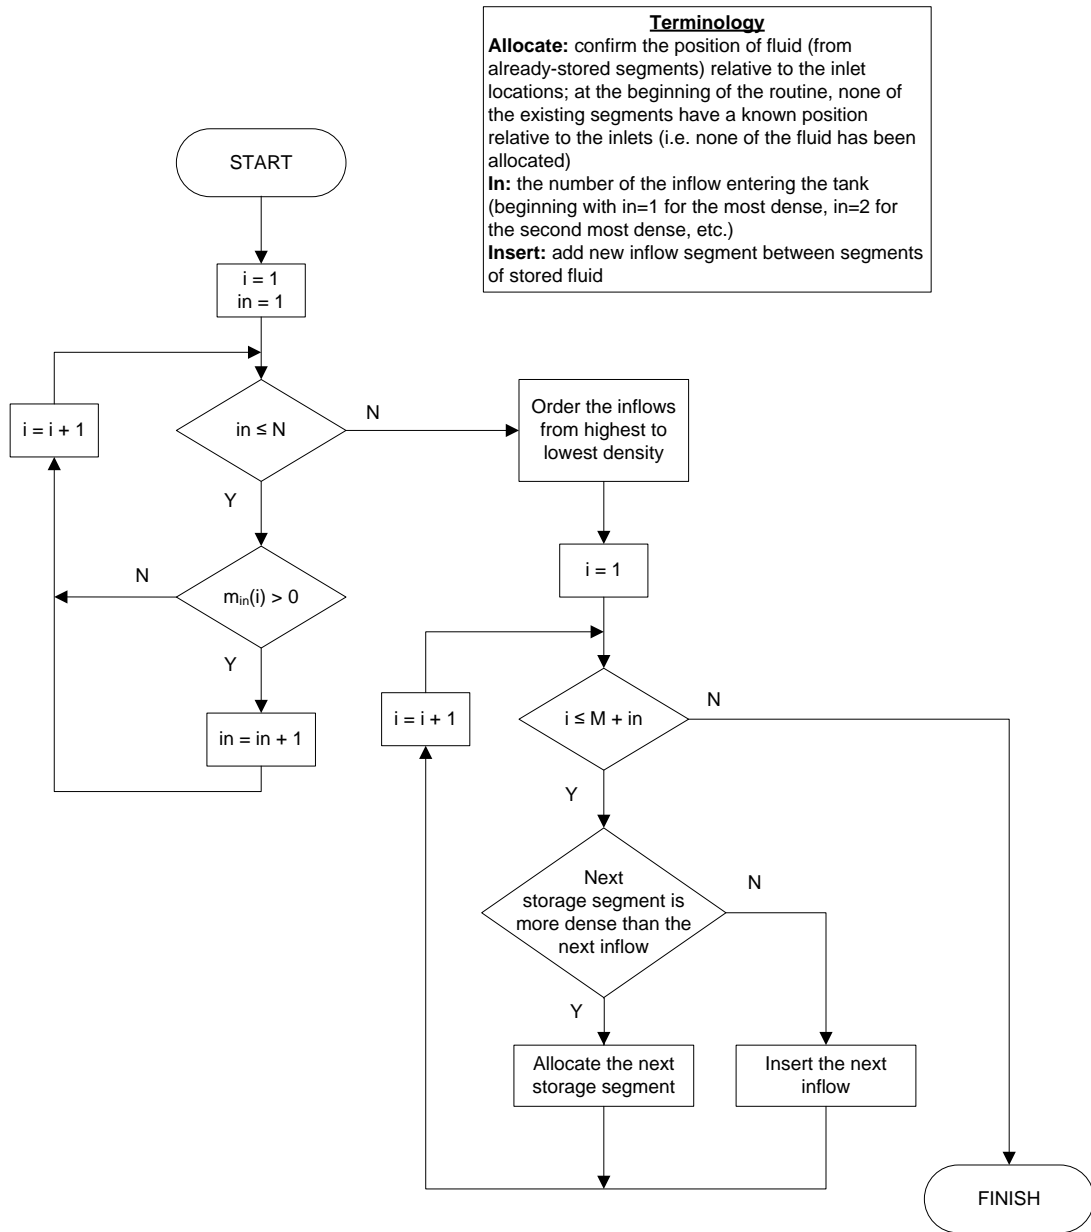 Terminology
Allocate: confirm the position of fluid (from
already-stored segments) relative to the inlet
locations; at the beginning of the routine, none of
the existing segments have a known position
relative to the inlets (i.e. none of the fluid has been
allocated)
In: the number of the inflow entering the tank
(beginning with in=1 for the most dense, in=2 for
the second most dense, etc.)
Insert: add new inflow segment between segments
of stored fluid
START
i = 1
in = 1
i = i + 1
in ≤ N
N
Y
Order the inflows
from highest to
lowest density
N
min(i) > 0
Y
in = in + 1
i = 1
i = i + 1
i ≤ M + in
N
Y
Next
storage segment is
more dense than the
next inflow
N
Y
Allocate the next
storage segment
Insert the next
inflow
FINISH